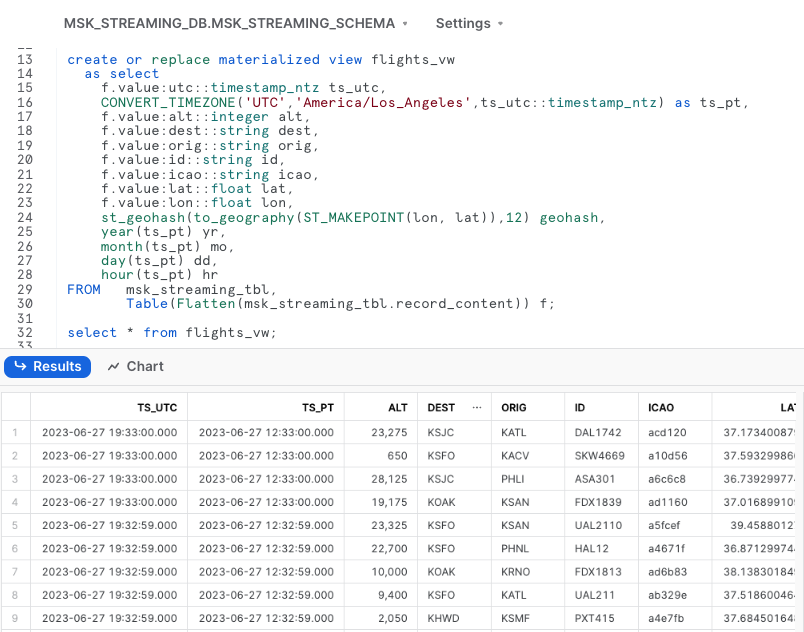 MSK_STREAMING_DB.MSK_STREAMING_SCHEMA Settings
13 create or replace materialized view flights_vw
14 as select
15 f.value:utc::timestamp_ntz ts_utc,
16 CONVERT_TIMEZONE('UTC','America/Los_Angeles',ts_utc::timestamp_ntz) as ts_pt,
17 f.value:alt::integer alt,
18 f.value:dest::string dest,
19 f.value:orig::string orig,
20 f.value:id::string id,
21 f.value:icao::string icao,
22 f.value:lat::float lat,
23 f.value:lon::float lon,
24 st_geohash(to_geography(ST_MAKEPOINT(lon, lat)),12) geohash,
25 year(ts_pt) yr,
26 month(ts_pt) mo,
27 day(ts_pt) dd,
28 hour(ts_pt) hr
29 FROM msk_streaming_tbl,
30 Table(Flatten(msk_streaming_tbl.record_content)) f;
31
32 select * from flights_vw;
33
Results Chart
TS_UTC TS_PT ALT DEST ... ORIG ID ICAO LAT
1 2023-06-27 19:33:00.000 2023-06-27 12:33:00.000 23,275 KSJC KATL DAL1742 acd120 37.17340087
2 2023-06-27 19:33:00.000 2023-06-27 12:33:00.000 650 KSFO KACV SKW4669 a10d56 37.59329986
3 2023-06-27 19:33:00.000 2023-06-27 12:33:00.000 28,125 KSJC PHLI ASA301 a6c6c8 36.73929977
4 2023-06-27 19:33:00.000 2023-06-27 12:33:00.000 19,175 KOAK KSAN FDX1839 ad1160 37.01689910
5 2023-06-27 19:32:59.000 2023-06-27 12:32:59.000 23,325 KSFO KSAN UAL2110 a5fcef 39.4588012
6 2023-06-27 19:32:59.000 2023-06-27 12:32:59.000 22,700 KSFO PHNL HAL12 a4671f 36.87129974
7 2023-06-27 19:32:59.000 2023-06-27 12:32:59.000 10,000 KOAK KRNO FDX1813 ad6b83 38.13830184
8 2023-06-27 19:32:59.000 2023-06-27 12:32:59.000 9,400 KSFO KATL UAL211 ab329e 37.51860046
9 2023-06-27 19:32:59.000 2023-06-27 12:32:59.000 2,050 KHWD KSMF PXT415 a4e7fb 37.68450164